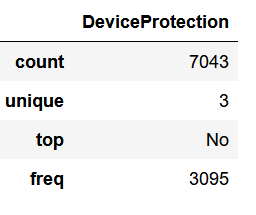 DeviceProtection
count 7043
unique 3
top No
freq 3095